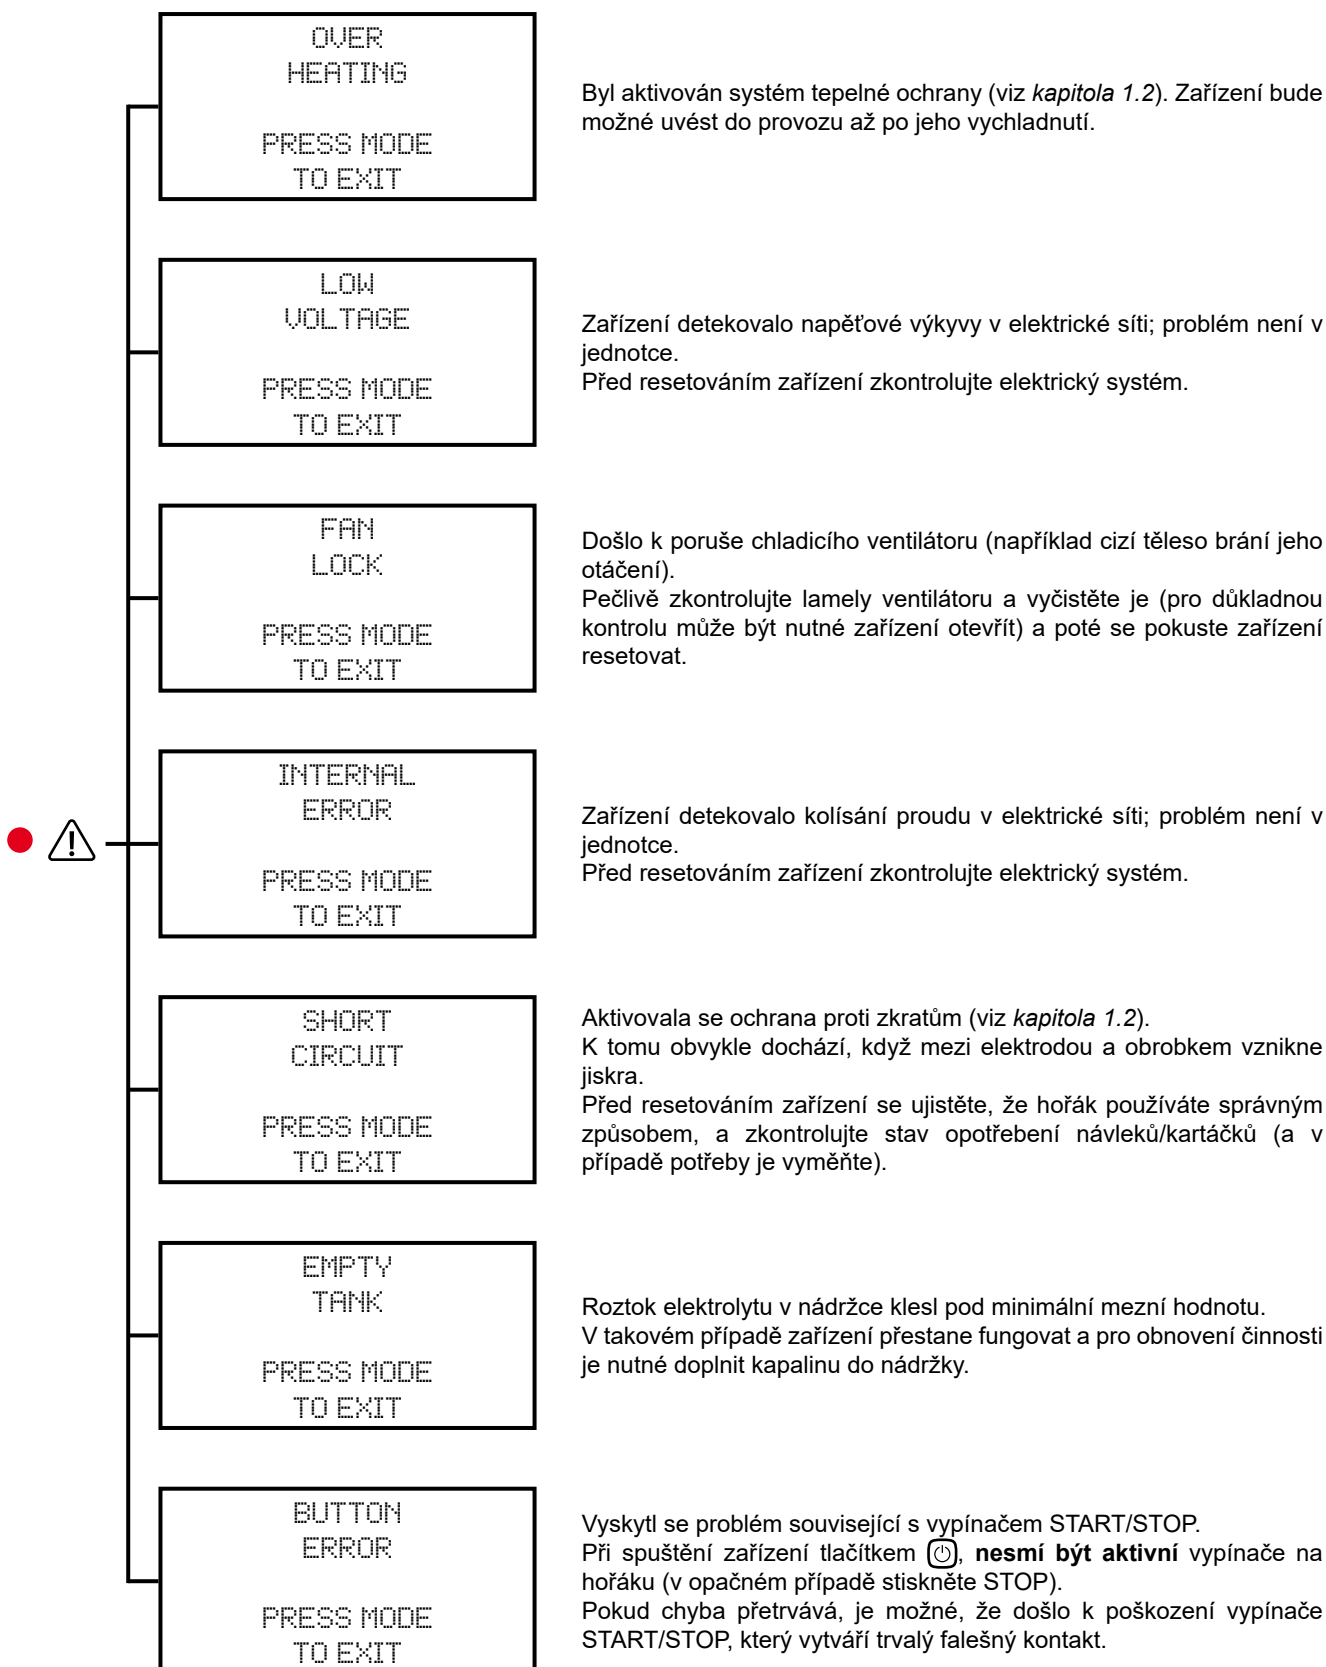 OVER
HEATING
PRESS MODE
TO EXIT
Byl aktivován systém tepelné ochrany (viz kapitola 1.2). Zařízení bude
možné uvést do provozu až po jeho vychladnutí.
LOW
VOLTAGE
PRESS MODE
TO EXIT
Zařízení detekovalo napěťové výkyvy v elektrické síti; problém není v
jednotce.
Před resetováním zařízení zkontrolujte elektrický systém.
FAN
LOCK
PRESS MODE
TO EXIT
Došlo k poruše chladicího ventilátoru (například cizí těleso brání jeho
otáčení).
Pečlivě zkontrolujte lamely ventilátoru a vyčistěte je (pro důkladnou
kontrolu může být nutné zařízení otevřít) a poté se pokuste zařízení
resetovat.
INTERNAL
ERROR
PRESS MODE
TO EXIT
Zařízení detekovalo kolísání proudu v elektrické síti; problém není v
jednotce.
Před resetováním zařízení zkontrolujte elektrický systém.
SHORT
CIRCUIT
PRESS MODE
TO EXIT
Aktivovala se ochrana proti zkratům (viz kapitola 1.2).
K tomu obvykle dochází, když mezi elektrodou a obrobkem vznikne
jiskra.
Před resetováním zařízení se ujistěte, že hořák používáte správným
způsobem, a zkontrolujte stav opotřebení návleků/kartáčků (a v
případě potřeby je vyměňte).
EMPTY
TANK
PRESS MODE
TO EXIT
Roztok elektrolytu v nádržce klesl pod minimální mezní hodnotu.
V takovém případě zařízení přestane fungovat a pro obnovení činnosti
je nutné doplnit kapalinu do nádržky.
BUTTON
ERROR
PRESS MODE
TO EXIT
Vyskytl se problém související s vypínačem START/STOP.
Při spuštění zařízení tlačítkem , nesmí být aktivní vypínače na
hořáku (v opačném případě stiskněte STOP).
Pokud chyba přetrvává, je možné, že došlo k poškození vypínače
START/STOP, který vytváří trvalý falešný kontakt.